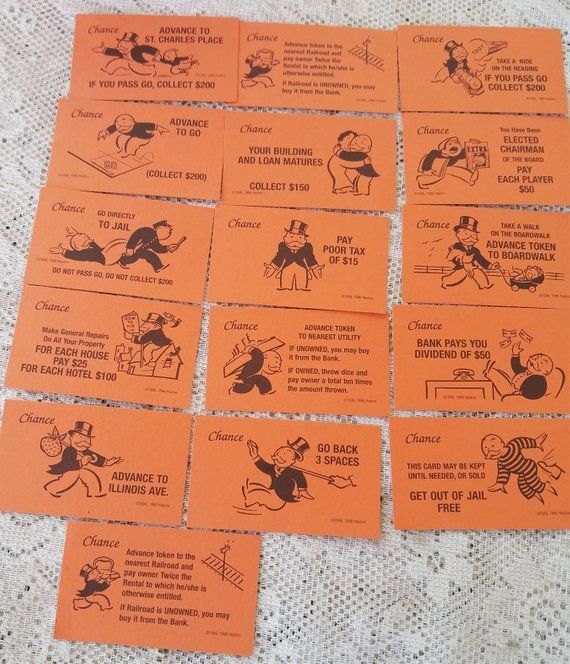 Chance
ADVANCE TO
ST. CHARLES PLACE
IF YOU PASS GO, COLLECT $200
©1936, 1996 Hasbro
Chance
Advance token to the
nearest Railroad and
pay owner Twice the
Rental to which he/she is
otherwise entitled.
If Railroad is UNOWNED, you may
buy it from the Bank.
Chance
TAKE A RIDE
ON THE READING
IF YOU PASS GO
COLLECT $200
Chance
ADVANCE
TO GO
(COLLECT $200)
Chance
YOUR BUILDING
AND LOAN MATURES
COLLECT $150
Chance
EXTRA
You Have Been
ELECTED
CHAIRMAN
OF THE BOARD
PAY
EACH PLAYER
$50
Chance
GO DIRECTLY
TO JAIL
DO NOT PASS GO, DO NOT COLLECT $200
PAY
POOR TAX
OF $15
Chance
TAKE A WALK
ON THE BOARDWALK
ADVANCE TOKEN
TO BOARDWALK
Chance
Make General Repairs
On All Your Property
FOR EACH HOUSE
PAY $25
FOR EACH HOTEL $100
Chance
ADVANCE TOKEN
TO NEAREST UTILITY
IF UNOWNED, you may buy it
from the Bank.
IF OWNED, throw dice and
pay owner a total ten times
the amount thrown.
Chance
BANK PAYS YOU
DIVIDEND OF $50
Chance
ADVANCE TO
ILLINOIS AVE.
Chance
GO BACK
3 SPACES
Chance
THIS CARD MAY BE KEPT
UNTIL NEEDED, OR SOLD
GET OUT OF JAIL
FREE
Chance
Advance token to the
nearest Railroad and
pay owner Twice the
Rental to which he/she is
otherwise entitled.
If Railroad is UNOWNED, you may
buy it from the Bank.
©1936, 1996 Hasbro